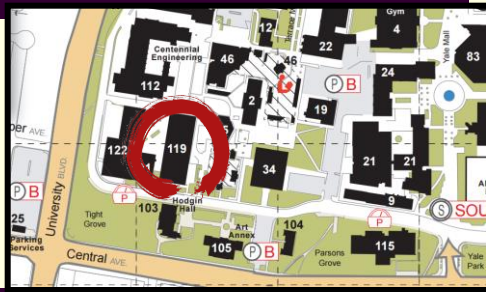 Gym
12
22
4
Yale Mall
83
Centennial
Engineering
46
46
P B
24
112
2
19
AVE.
122
119
34
21
21
P B
University BLVD.
P
103
Hodgin
Hall
9
P
S SOU
25
Parking
Services
Tight
Grove
Art
Annex
104
105
P B
Parsons
Grove
115
Central AVE.
Yale
Park